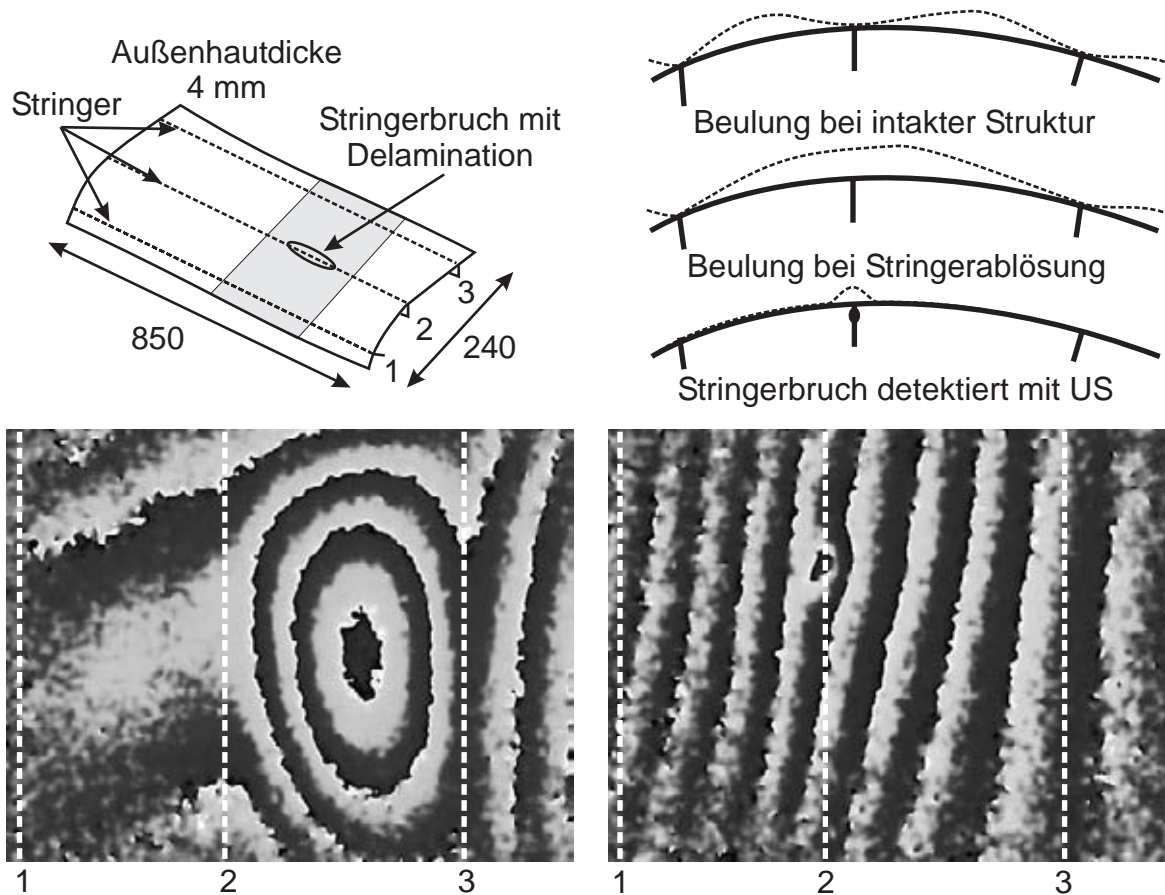 Außenhautdicke
4 mm
Stringer
Stringerbruch mit
Delamination
850
240
1
2
3
Beulung bei intakter Struktur
Beulung bei Stringerablösung
Stringerbruch detektiert mit US
1 2 3
1 2 3